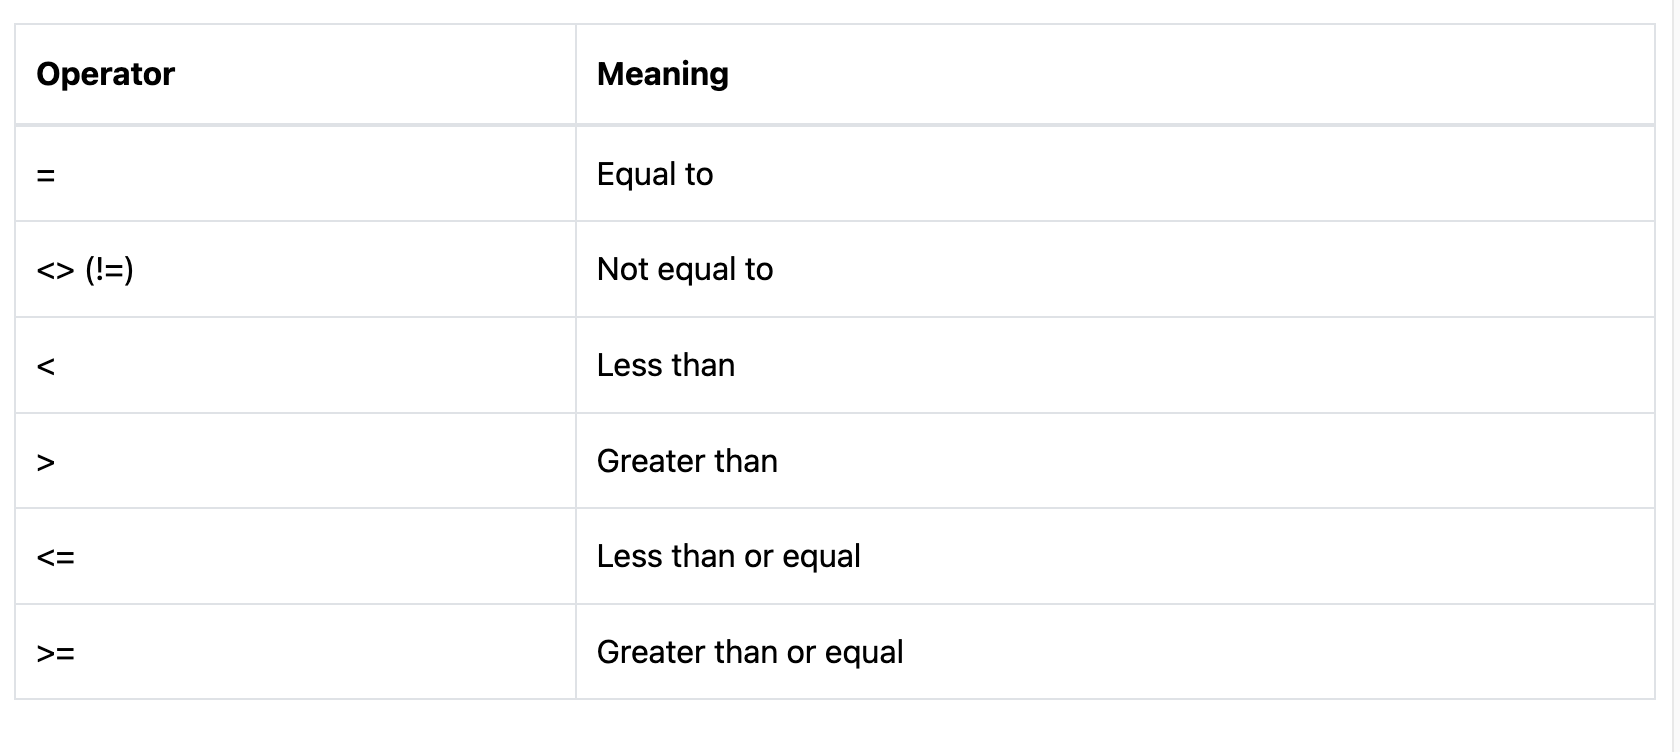 Operator Meaning
= Equal to
<> (!=) Not equal to
< Less than
> Greater than
<= Less than or equal
>= Greater than or equal